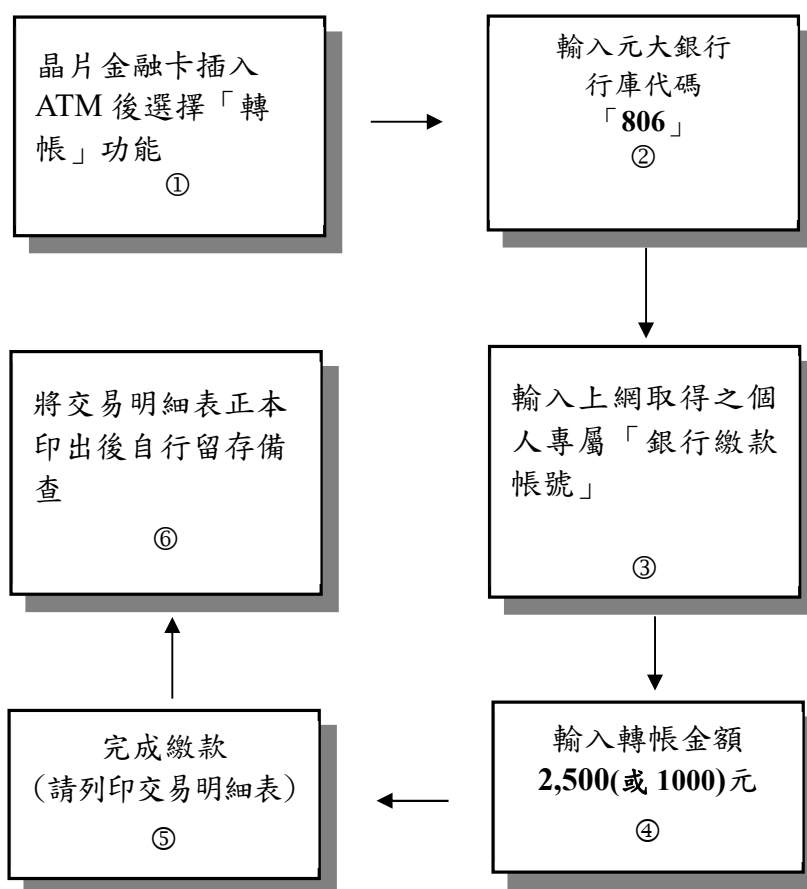 晶片金融卡插入
ATM 後選擇「轉
帳」功能
①
輸入元大銀行
行庫代碼
「806」
②
輸入上網取得之個
人專屬「銀行繳款
帳號」
③
輸入轉帳金額
2,500(或 1000)元
④
完成繳款
（請列印交易明細表）
⑤
將交易明細表正本
印出後自行留存備
查
⑥